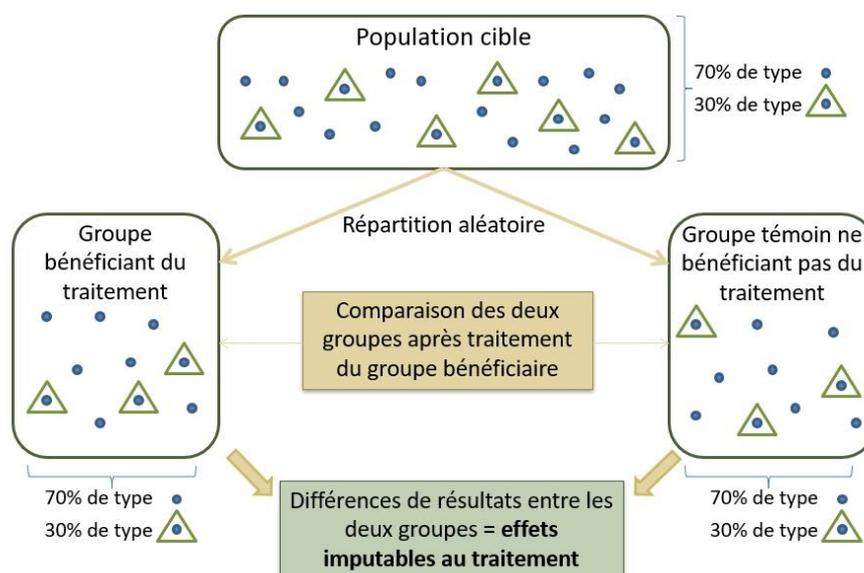 Population cible
70% de type
30% de type
Répartition aléatoire
Groupe
bénéficiant du
traitement
Groupe témoin ne
bénéficiant pas du
traitement
Comparaison des deux
groupes après traitement
du groupe bénéficiaire
70% de type
30% de type
Différences de résultats entre les
deux groupes = effets
imputables au traitement
70% de type
30% de type